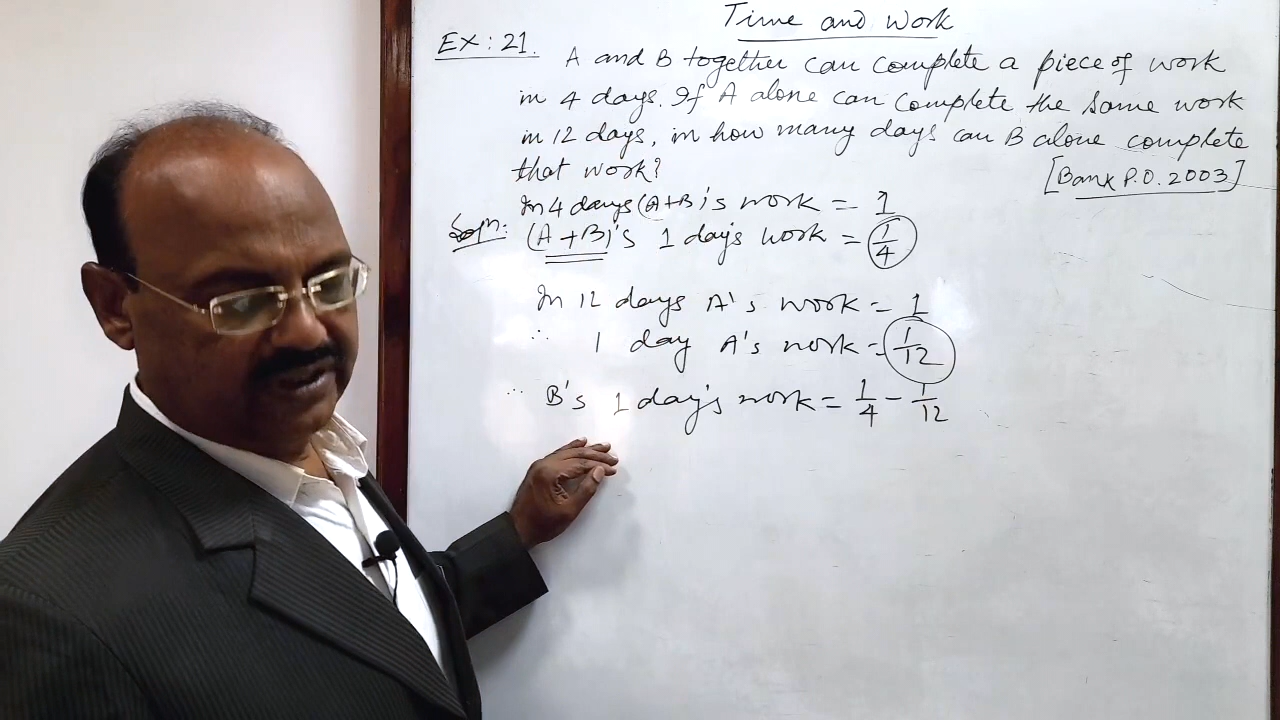 Time and Work
Ex: 21. A and B together can complete a piece of work
in 4 days. If A alone can complete the same work
in 12 days, in how many days can B alone complete
that work?
[Bank P.O. 2003]
In 4 days (A+B)'s work = 1
Soln: (A+B)'s 1 day's work = 1/4
In 12 days A's work = 1
∴ 1 day A's work = 1/12
∴ B's 1 day's work = 1/4 - 1/12